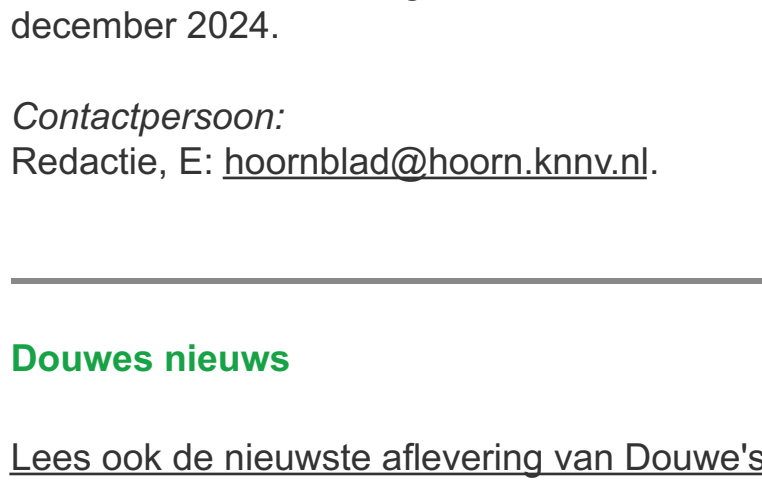 december 2024.
Contactpersoon:
Redactie, E: hoornblad@hoorn.knnv.nl.
Douwes nieuws
Lees ook de nieuwste aflevering van Douwe's